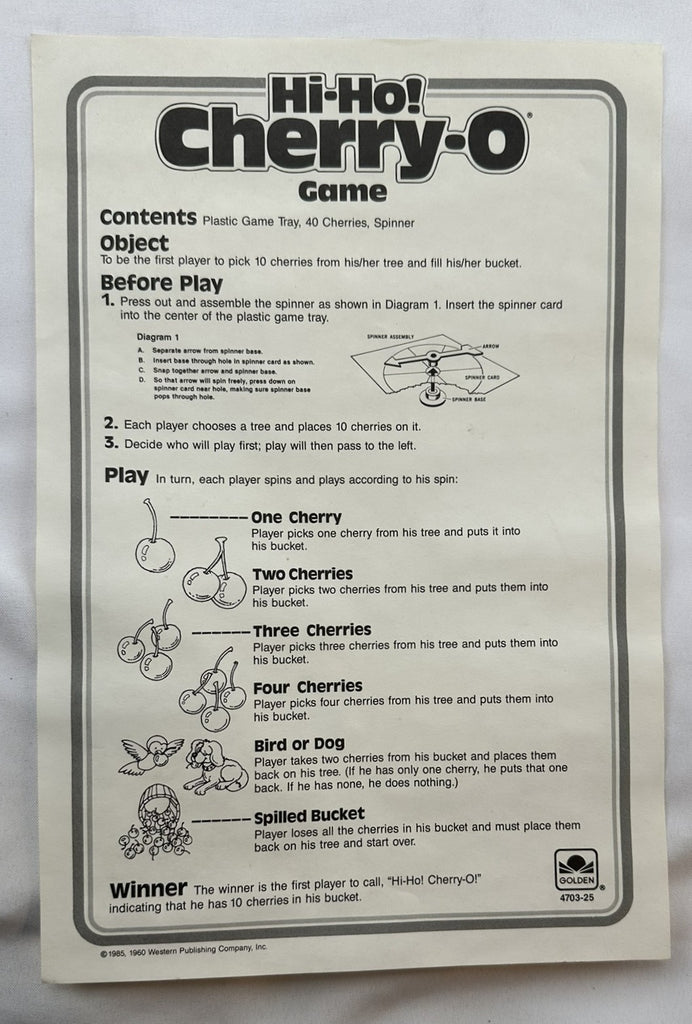 Hi-Ho!
Cherry-O®
Game
Contents Plastic Game Tray, 40 Cherries, Spinner
Object
To be the first player to pick 10 cherries from his/her tree and fill his/her bucket.
Before Play
1. Press out and assemble the spinner as shown in Diagram 1. Insert the spinner card
into the center of the plastic game tray.
Diagram 1
A. Separate arrow from spinner base.
B. Insert base through hole in spinner card as shown.
C. Snap together arrow and spinner base.
D. So that arrow will spin freely, press down on
spinner card near hole, making sure spinner base
pops through hole.
SPINNER ASSEMBLY
ARROW
SPINNER CARD
SPINNER BASE
2. Each player chooses a tree and places 10 cherries on it.
3. Decide who will play first; play will then pass to the left.
Play In turn, each player spins and plays according to his spin:
One Cherry
Player picks one cherry from his tree and puts it into
his bucket.
Two Cherries
Player picks two cherries from his tree and puts them into
his bucket.
Three Cherries
Player picks three cherries from his tree and puts them into
his bucket.
Four Cherries
Player picks four cherries from his tree and puts them into
his bucket.
Bird or Dog
Player takes two cherries from his bucket and places them
back on his tree. (If he has only one cherry, he puts that one
back. If he has none, he does nothing.)
Spilled Bucket
Player loses all the cherries in his bucket and must place them
back on his tree and start over.
Winner The winner is the first player to call, "Hi-Ho! Cherry-O!"
indicating that he has 10 cherries in his bucket.
GOLDEN®
4703-25
©1985, 1960 Western Publishing Company, Inc.